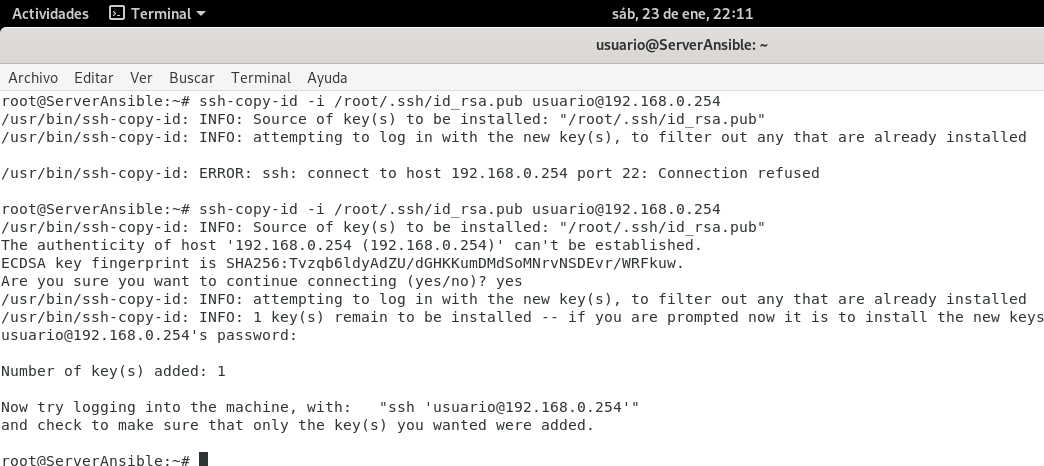 Actividades Terminal sáb, 23 de ene, 22:11
usuario@ServerAnsible: ~
Archivo Editar Ver Buscar Terminal Ayuda
root@ServerAnsible:~# ssh-copy-id -i /root/.ssh/id_rsa.pub usuario@192.168.0.254
/usr/bin/ssh-copy-id: INFO: Source of key(s) to be installed: "/root/.ssh/id_rsa.pub"
/usr/bin/ssh-copy-id: INFO: attempting to log in with the new key(s), to filter out any that are already installed
/usr/bin/ssh-copy-id: ERROR: ssh: connect to host 192.168.0.254 port 22: Connection refused
root@ServerAnsible:~# ssh-copy-id -i /root/.ssh/id_rsa.pub usuario@192.168.0.254
/usr/bin/ssh-copy-id: INFO: Source of key(s) to be installed: "/root/.ssh/id_rsa.pub"
The authenticity of host '192.168.0.254 (192.168.0.254)' can't be established.
ECDSA key fingerprint is SHA256:Tvzqb6ldyAdZU/dGHKKumDMdSoMNrvNSDEvr/WRFkuw.
Are you sure you want to continue connecting (yes/no)? yes
/usr/bin/ssh-copy-id: INFO: attempting to log in with the new key(s), to filter out any that are already installed
/usr/bin/ssh-copy-id: INFO: 1 key(s) remain to be installed -- if you are prompted now it is to install the new keys
usuario@192.168.0.254's password:
Number of key(s) added: 1
Now try logging into the machine, with:   "ssh 'usuario@192.168.0.254'"
and check to make sure that only the key(s) you wanted were added.
root@ServerAnsible:~#